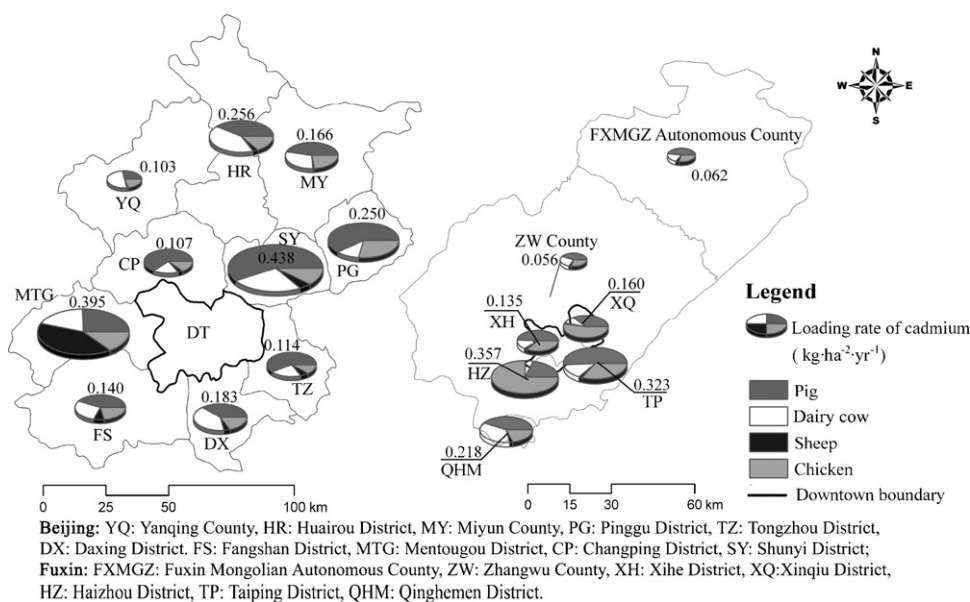 N
W E
S
0.256
HR
0.166
MY
0.103
YQ
0.250
PG
SY
0.438
0.107
CP
MTG
0.395
DT
0.114
TZ
0.140
FS
0.183
DX
FXMGZ Autonomous County
0.062
ZW County
0.056
0.160
XQ
0.135
XH
0.357
HZ
0.323
TP
0.218
QHM
Legend
Loading rate of cadmium
( kg·ha⁻²·yr⁻¹)
Pig
Dairy cow
Sheep
Chicken
Downtown boundary
0 25 50 100 km
0 15 30 60 km
Beijing: YQ: Yanqing County, HR: Huairou District, MY: Miyun County, PG: Pinggu District, TZ: Tongzhou District,
DX: Daxing District. FS: Fangshan District, MTG: Mentougou District, CP: Changping District, SY: Shunyi District;
Fuxin: FXMGZ: Fuxin Mongolian Autonomous County, ZW: Zhangwu County, XH: Xihe District, XQ:Xinqiu District,
HZ: Haizhou District, TP: Taiping District, QHM: Qinghemen District.